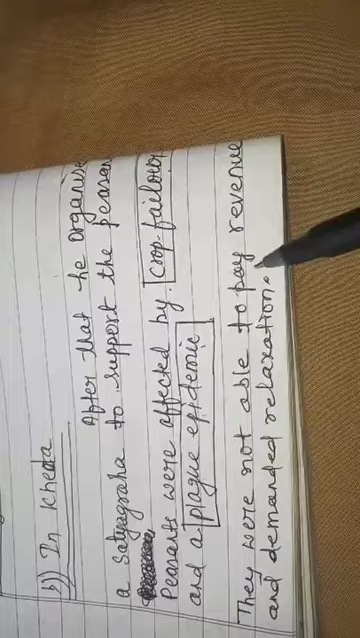 b)) In Kheda
After that he organise
a Satyagraha to support the peasan
Peasants were affected by. crop-failour
and a plague epidemic
They were not able to pay revenue
and demanded relaxation.